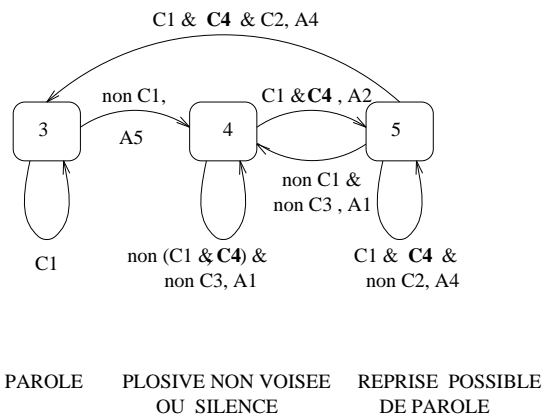 C1 & C4 & C2, A4
non C1,
A5
C1 &C4 , A2
3
4
5
non C1 &
non C3 , A1
C1
non (C1 & C4) &
non C3, A1
C1 & C4 &
non C2, A4
PAROLE
PLOSIVE NON VOISEE
OU SILENCE
REPRISE POSSIBLE
DE PAROLE